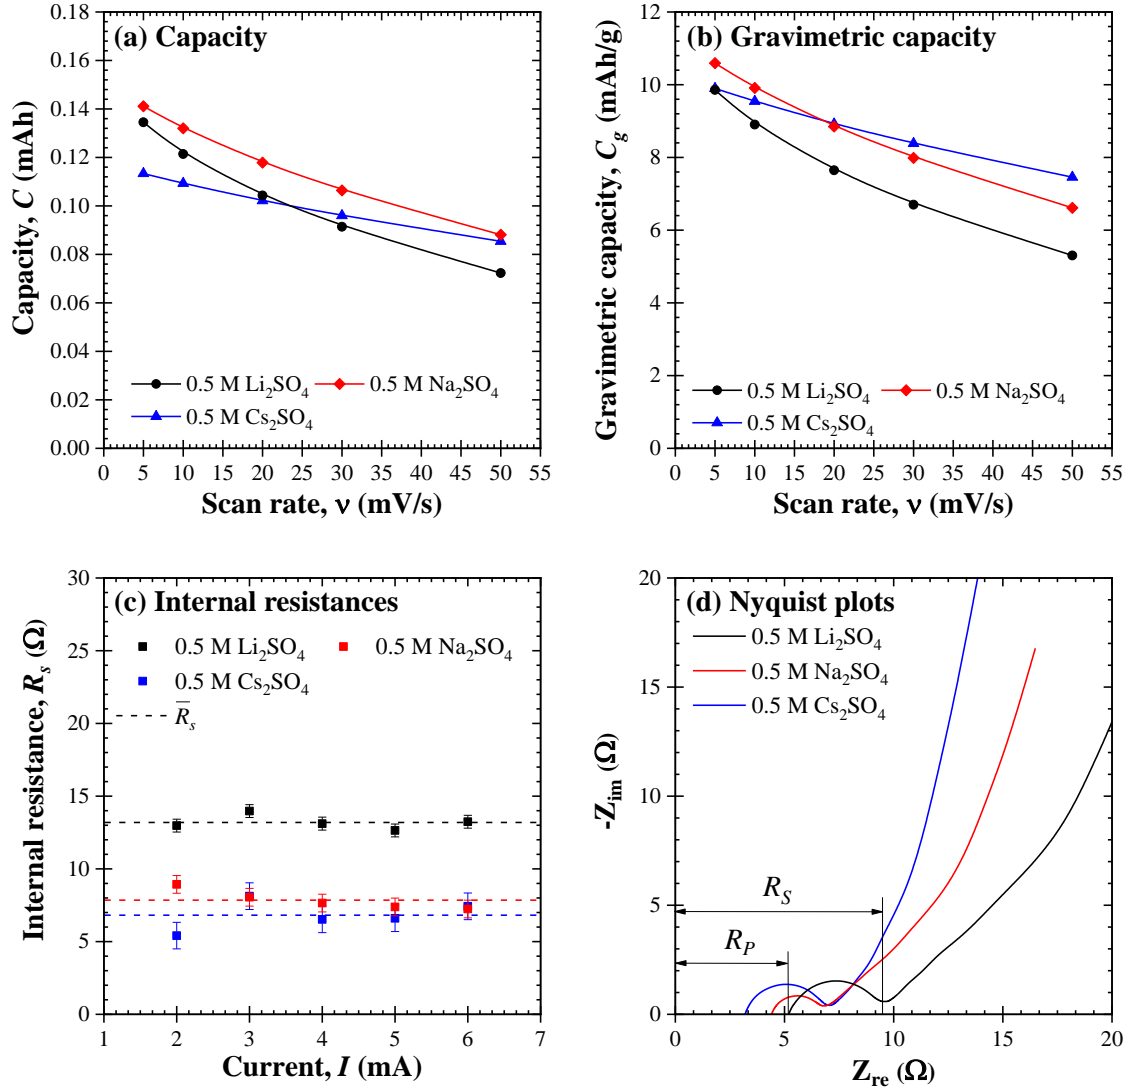 (a) Capacity
Capacity, C (mAh)
0.18
0.16
0.14
0.12
0.10
0.08
0.06
0.04
0.02
0.00
0.5 M Li₂SO₄
0.5 M Na₂SO₄
0.5 M Cs₂SO₄
0 5 10 15 20 25 30 35 40 45 50 55
Scan rate, ν (mV/s)
(b) Gravimetric capacity
Gravimetric capacity, C_g (mAh/g)
12
10
8
6
4
2
0
0.5 M Li₂SO₄
0.5 M Na₂SO₄
0.5 M Cs₂SO₄
0 5 10 15 20 25 30 35 40 45 50 55
Scan rate, ν (mV/s)
(c) Internal resistances
Internal resistance, R_s (Ω)
30
25
20
15
10
5
0
0.5 M Li₂SO₄
0.5 M Na₂SO₄
0.5 M Cs₂SO₄
R̅_s
1 2 3 4 5 6 7
Current, I (mA)
(d) Nyquist plots
-Z_im (Ω)
20
15
10
5
0
0.5 M Li₂SO₄
0.5 M Na₂SO₄
0.5 M Cs₂SO₄
R_S
R_P
0 5 10 15 20
Z_re (Ω)